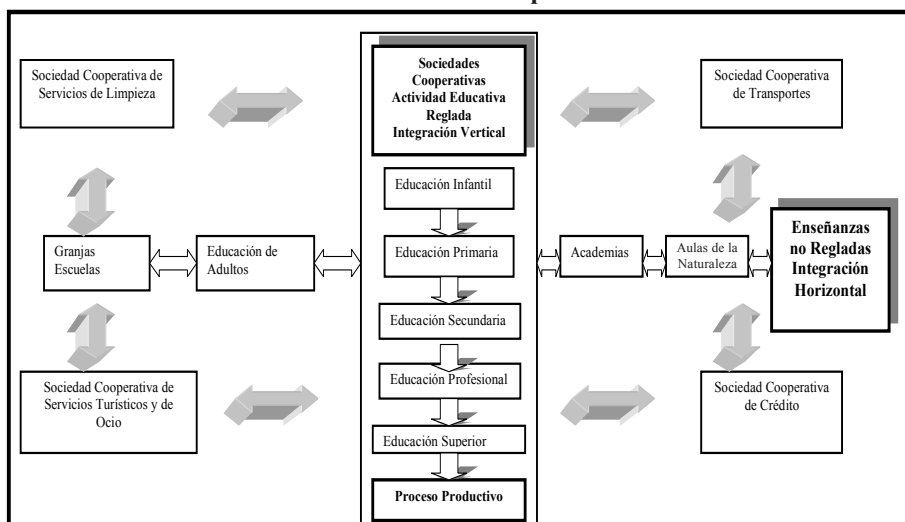 Sociedad Cooperativa de
Servicios de Limpieza
Sociedades
Cooperativas
Actividad Educativa
Reglada
Integración Vertical
Sociedad Cooperativa
de Transportes
Educación Infantil
Granjas
Escuelas
Educación de
Adultos
Educación Primaria
Academias
Aulas de la
Naturaleza
Enseñanzas
no Regladas
Integración
Horizontal
Educación Secundaria
Sociedad Cooperativa de
Servicios Turísticos y de
Ocio
Educación Profesional
Sociedad Cooperativa
de Crédito
Educación Superior
Proceso Productivo